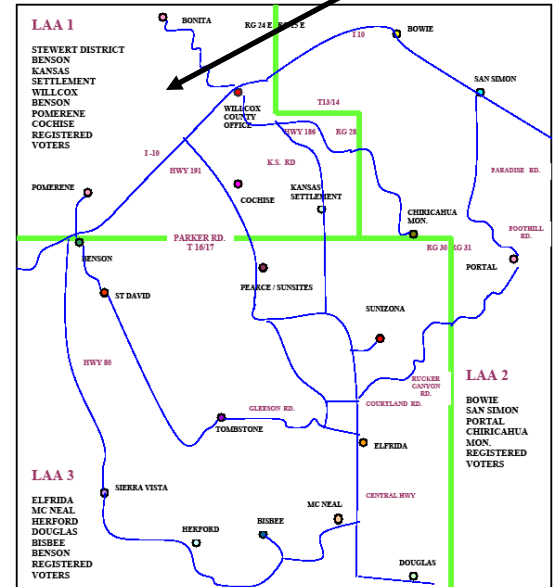 LAA 1
STEWERT DISTRICT
BENSON
KANSAS
SETTLEMENT
WILLCOX
BENSON
POMERENE
COCHISE
REGISTERED
VOTERS
BONITA
RG 24 E RG 25 E
I 10
BOWIE
SAN SIMON
WILLCOX
COUNTY
OFFICE
T13/14
HWY 186
RG 28
K.S. RD
PARADISE RD.
I -10
HWY 191
POMERENE
COCHISE
KANSAS
SETTLEMENT
CHIRICAHUA
MON.
FOOTHILL
RD.
PARKER RD.
T 16/17
RG 30 RG 31
BENSON
PORTAL
PEARCE / SUNSITES
ST DAVID
SUNIZONA
HWY 80
RUCKER
CANYON
RD.
LAA 2
BOWIE
SAN SIMON
PORTAL
CHIRICAHUA
MON.
REGISTERED
VOTERS
GLEESON RD.
COURTLAND RD.
TOMBSTONE
ELFRIDA
LAA 3
ELFRIDA
MC NEAL
HERFORD
DOUGLAS
BISBEE
BENSON
REGISTERED
VOTERS
SIERRA VISTA
CENTRAL HWY
MC NEAL
HERFORD
BISBEE
DOUGLAS